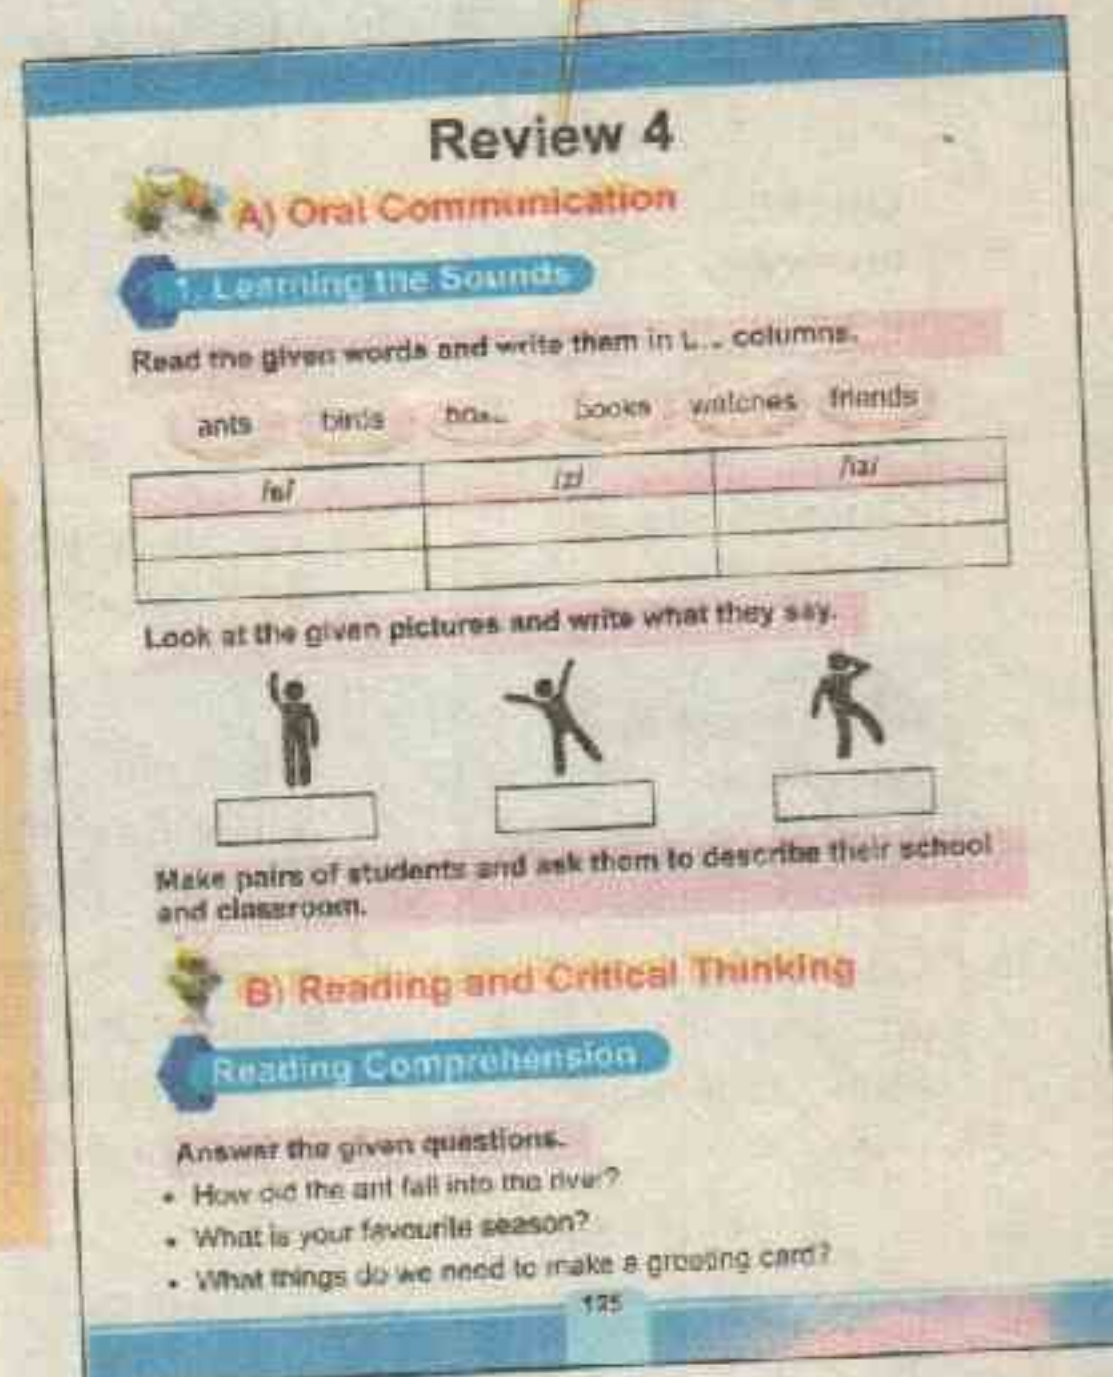 Review 4
A) Oral Communication
1. Learning the Sounds
Read the given words and write them in columns.
ants birds books watches friends
/s/ /z/ /ɪz/
Look at the given pictures and write what they say.
Make pairs of students and ask them to describe their school
and classroom.
B) Reading and Critical Thinking
Reading Comprehension
Answer the given questions.
• How did the ant fall into the river?
• What is your favourite season?
• What things do we need to make a greeting card?
125